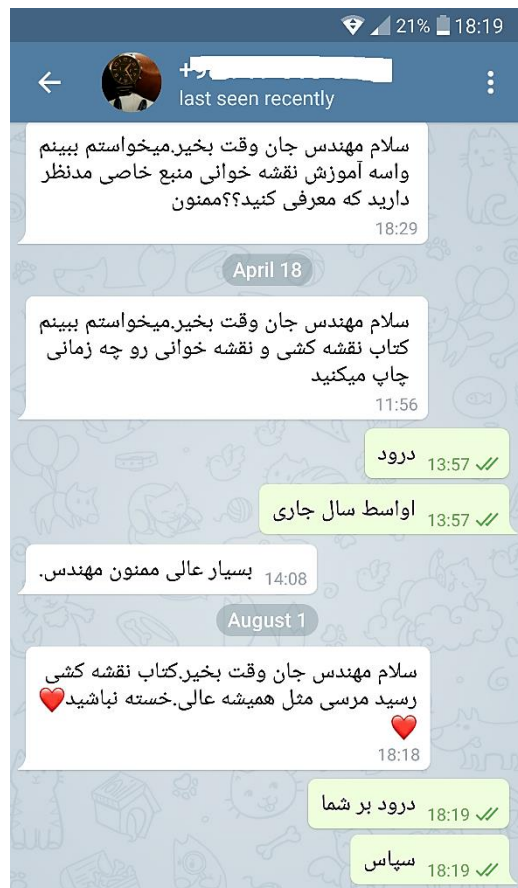 21% 18:19
last seen recently
سلام مهندس جان وقت بخیر.میخواستم ببینم
واسه آموزش نقشه خوانی منبع خاصی مدنظر
دارید که معرفی کنید؟؟ممنون
18:29
April 18
سلام مهندس جان وقت بخیر.میخواستم ببینم
کتاب نقشه کشی و نقشه خوانی رو چه زمانی
چاپ میکنید
11:56
درود 13:57
اواسط سال جاری 13:57
بسیار عالی ممنون مهندس. 14:08
August 1
سلام مهندس جان وقت بخیر.کتاب نقشه کشی
رسید مرسی مثل همیشه عالی.خسته نباشید❤️
❤️
18:18
درود بر شما 18:19
سپاس 18:19